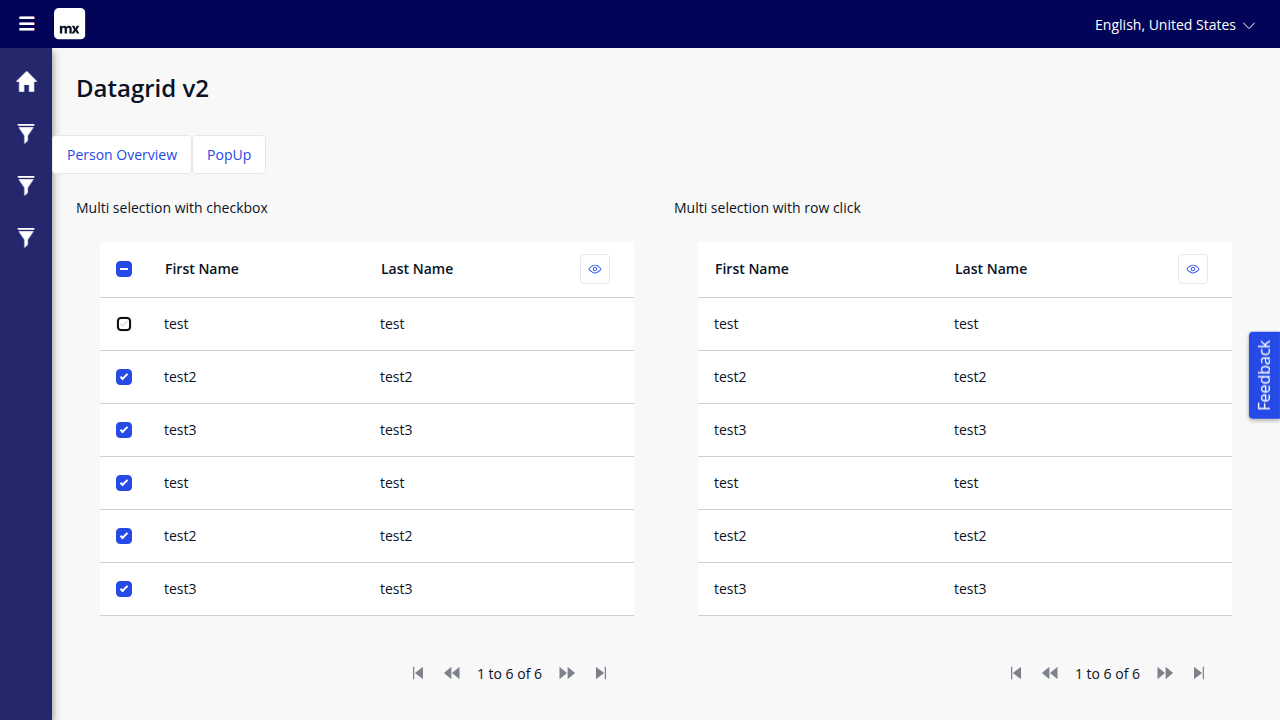 mx
English, United States
Datagrid v2
Person Overview
PopUp
Multi selection with checkbox
First Name Last Name
test test
test2 test2
test3 test3
test test
test2 test2
test3 test3
1 to 6 of 6
Multi selection with row click
First Name Last Name
test test
test2 test2
test3 test3
test test
test2 test2
test3 test3
1 to 6 of 6
Feedback